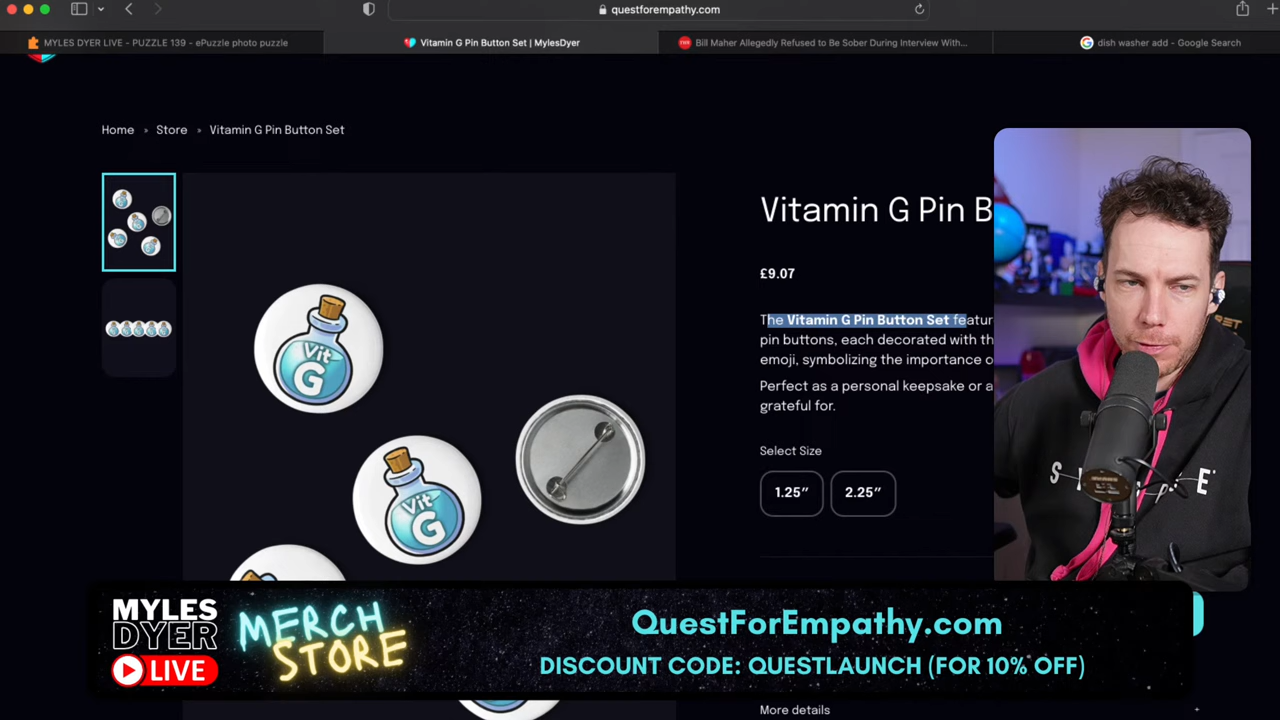 questforempathy.com
MYLES DYER LIVE - PUZZLE 139 - ePuzzle photo puzzle
Vitamin G Pin Button Set | MylesDyer
Bill Maher Allegedly Refused to Be Sober During Interview With...
dish washer add - Google Search
Home » Store » Vitamin G Pin Button Set
Vitamin G Pin B
£9.07
The Vitamin G Pin Button Set featur
pin buttons, each decorated with th
emoji, symbolizing the importance o
Perfect as a personal keepsake or a
grateful for.
Select Size
1.25″ 2.25″
Vit
G
Vit
G
MYLES
DYER
LIVE
MERCH
STORE
QuestForEmpathy.com
DISCOUNT CODE: QUESTLAUNCH (FOR 10% OFF)
More details +